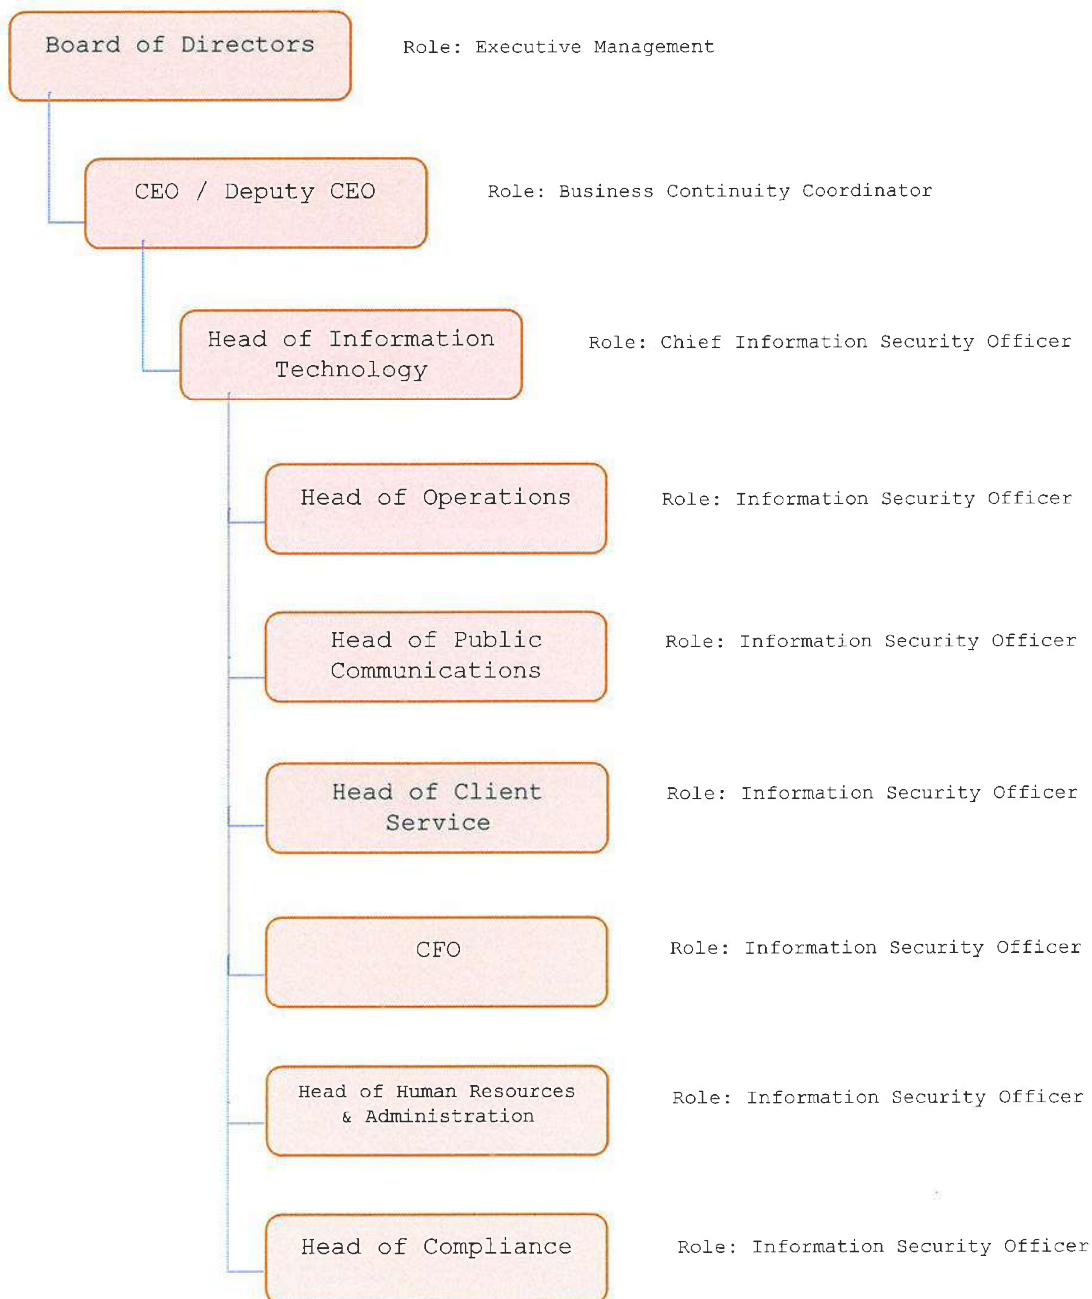 Board of Directors
Role: Executive Management
CEO / Deputy CEO
Role: Business Continuity Coordinator
Head of Information
Technology
Role: Chief Information Security Officer
Head of Operations
Role: Information Security Officer
Head of Public
Communications
Role: Information Security Officer
Head of Client
Service
Role: Information Security Officer
CFO
Role: Information Security Officer
Head of Human Resources
& Administration
Role: Information Security Officer
Head of Compliance
Role: Information Security Officer